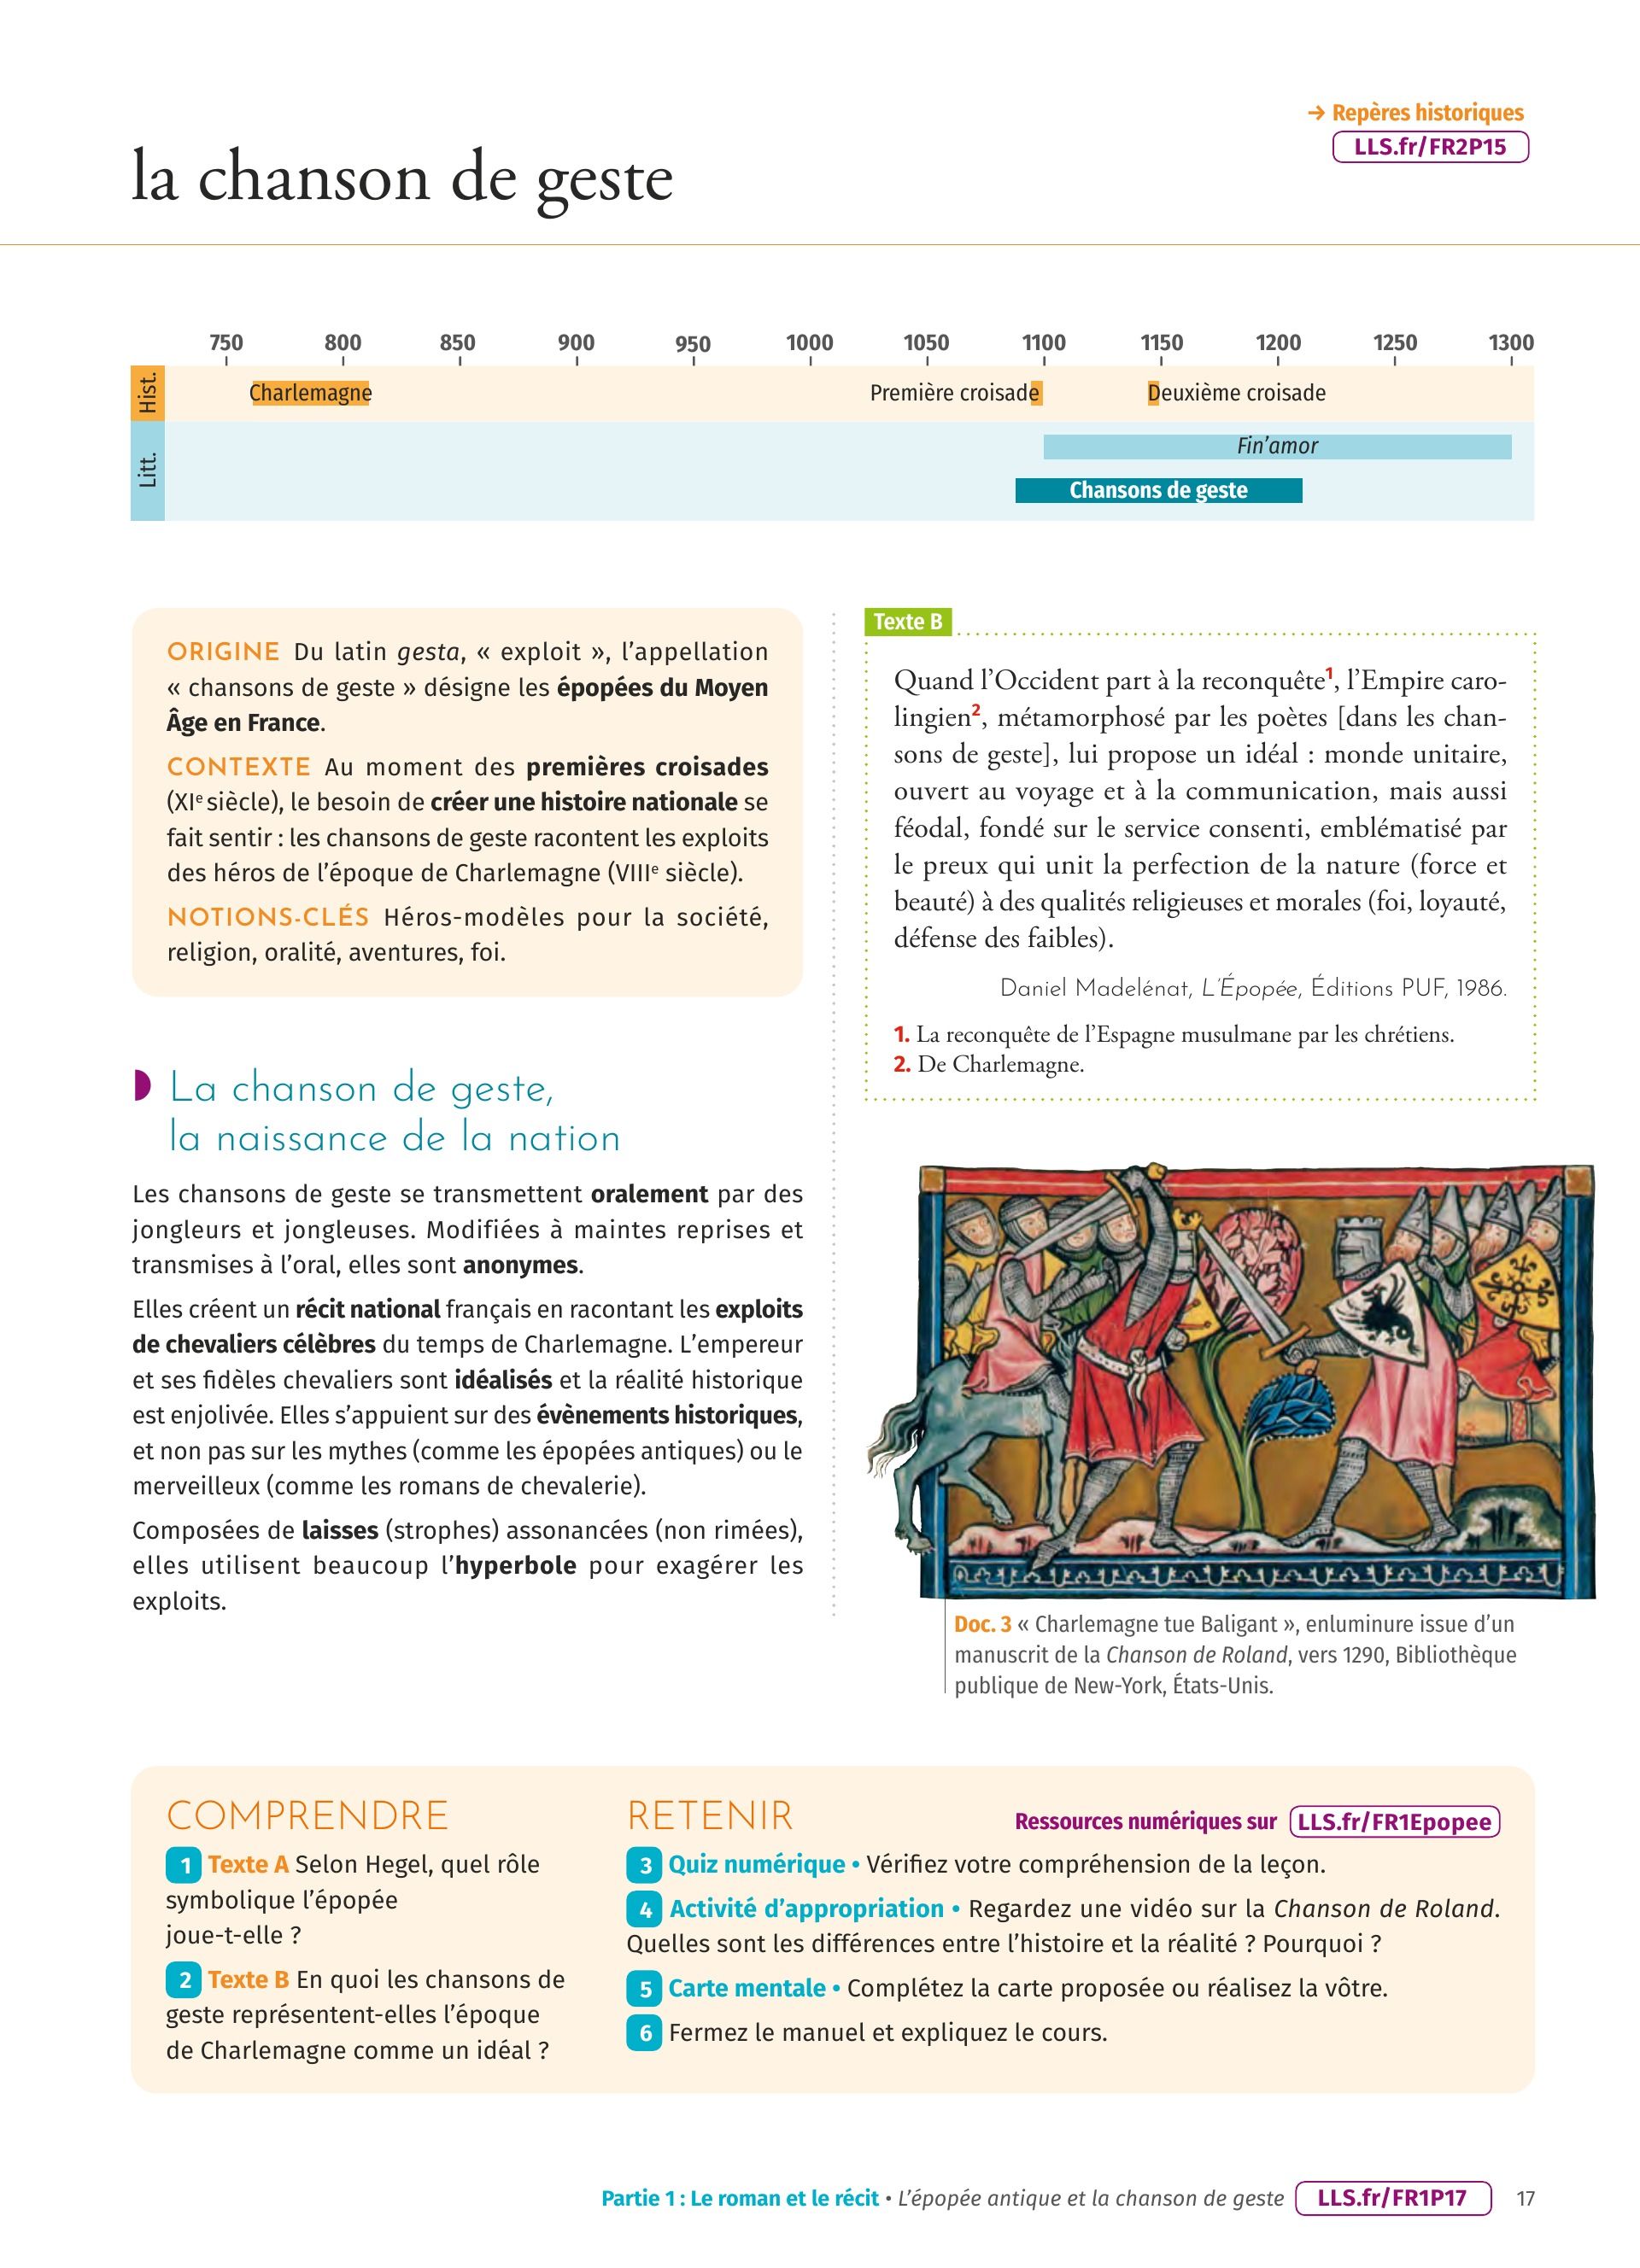 → Repères historiques
LLS.fr/FR2P15
la chanson de geste
750 800 850 900 950 1000 1050 1100 1150 1200 1250 1300
Hist.
Charlemagne Première croisade Deuxième croisade
Litt.
Fin’amor
Chansons de geste
ORIGINE Du latin gesta, « exploit », l’appellation
« chansons de geste » désigne les épopées du Moyen
Âge en France.
CONTEXTE Au moment des premières croisades
(XIe siècle), le besoin de créer une histoire nationale se
fait sentir : les chansons de geste racontent les exploits
des héros de l’époque de Charlemagne (VIIIe siècle).
NOTIONS-CLÉS Héros-modèles pour la société,
religion, oralité, aventures, foi.
La chanson de geste,
la naissance de la nation
Les chansons de geste se transmettent oralement par des
jongleurs et jongleuses. Modifiées à maintes reprises et
transmises à l’oral, elles sont anonymes.
Elles créent un récit national français en racontant les exploits
de chevaliers célèbres du temps de Charlemagne. L’empereur
et ses fidèles chevaliers sont idéalisés et la réalité historique
est enjolivée. Elles s’appuient sur des évènements historiques,
et non pas sur les mythes (comme les épopées antiques) ou le
merveilleux (comme les romans de chevalerie).
Composées de laisses (strophes) assonancées (non rimées),
elles utilisent beaucoup l’hyperbole pour exagérer les
exploits.
Texte B
Quand l’Occident part à la reconquête1, l’Empire caro-
lingien2, métamorphosé par les poètes [dans les chan-
sons de geste], lui propose un idéal : monde unitaire,
ouvert au voyage et à la communication, mais aussi
féodal, fondé sur le service consenti, emblématisé par
le preux qui unit la perfection de la nature (force et
beauté) à des qualités religieuses et morales (foi, loyauté,
défense des faibles).
Daniel Madelénat, L’Épopée, Éditions PUF, 1986.
1. La reconquête de l’Espagne musulmane par les chrétiens.
2. De Charlemagne.
Doc. 3 « Charlemagne tue Baligant », enluminure issue d’un
manuscrit de la Chanson de Roland, vers 1290, Bibliothèque
publique de New-York, États-Unis.
COMPRENDRE
1 Texte A Selon Hegel, quel rôle
symbolique l’épopée
joue-t-elle ?
2 Texte B En quoi les chansons de
geste représentent-elles l’époque
de Charlemagne comme un idéal ?
RETENIR
Ressources numériques sur LLS.fr/FR1Epopee
3 Quiz numérique • Vérifiez votre compréhension de la leçon.
4 Activité d’appropriation • Regardez une vidéo sur la Chanson de Roland.
Quelles sont les différences entre l’histoire et la réalité ? Pourquoi ?
5 Carte mentale • Complétez la carte proposée ou réalisez la vôtre.
6 Fermez le manuel et expliquez le cours.
Partie 1 : Le roman et le récit • L’épopée antique et la chanson de geste LLS.fr/FR1P17 17